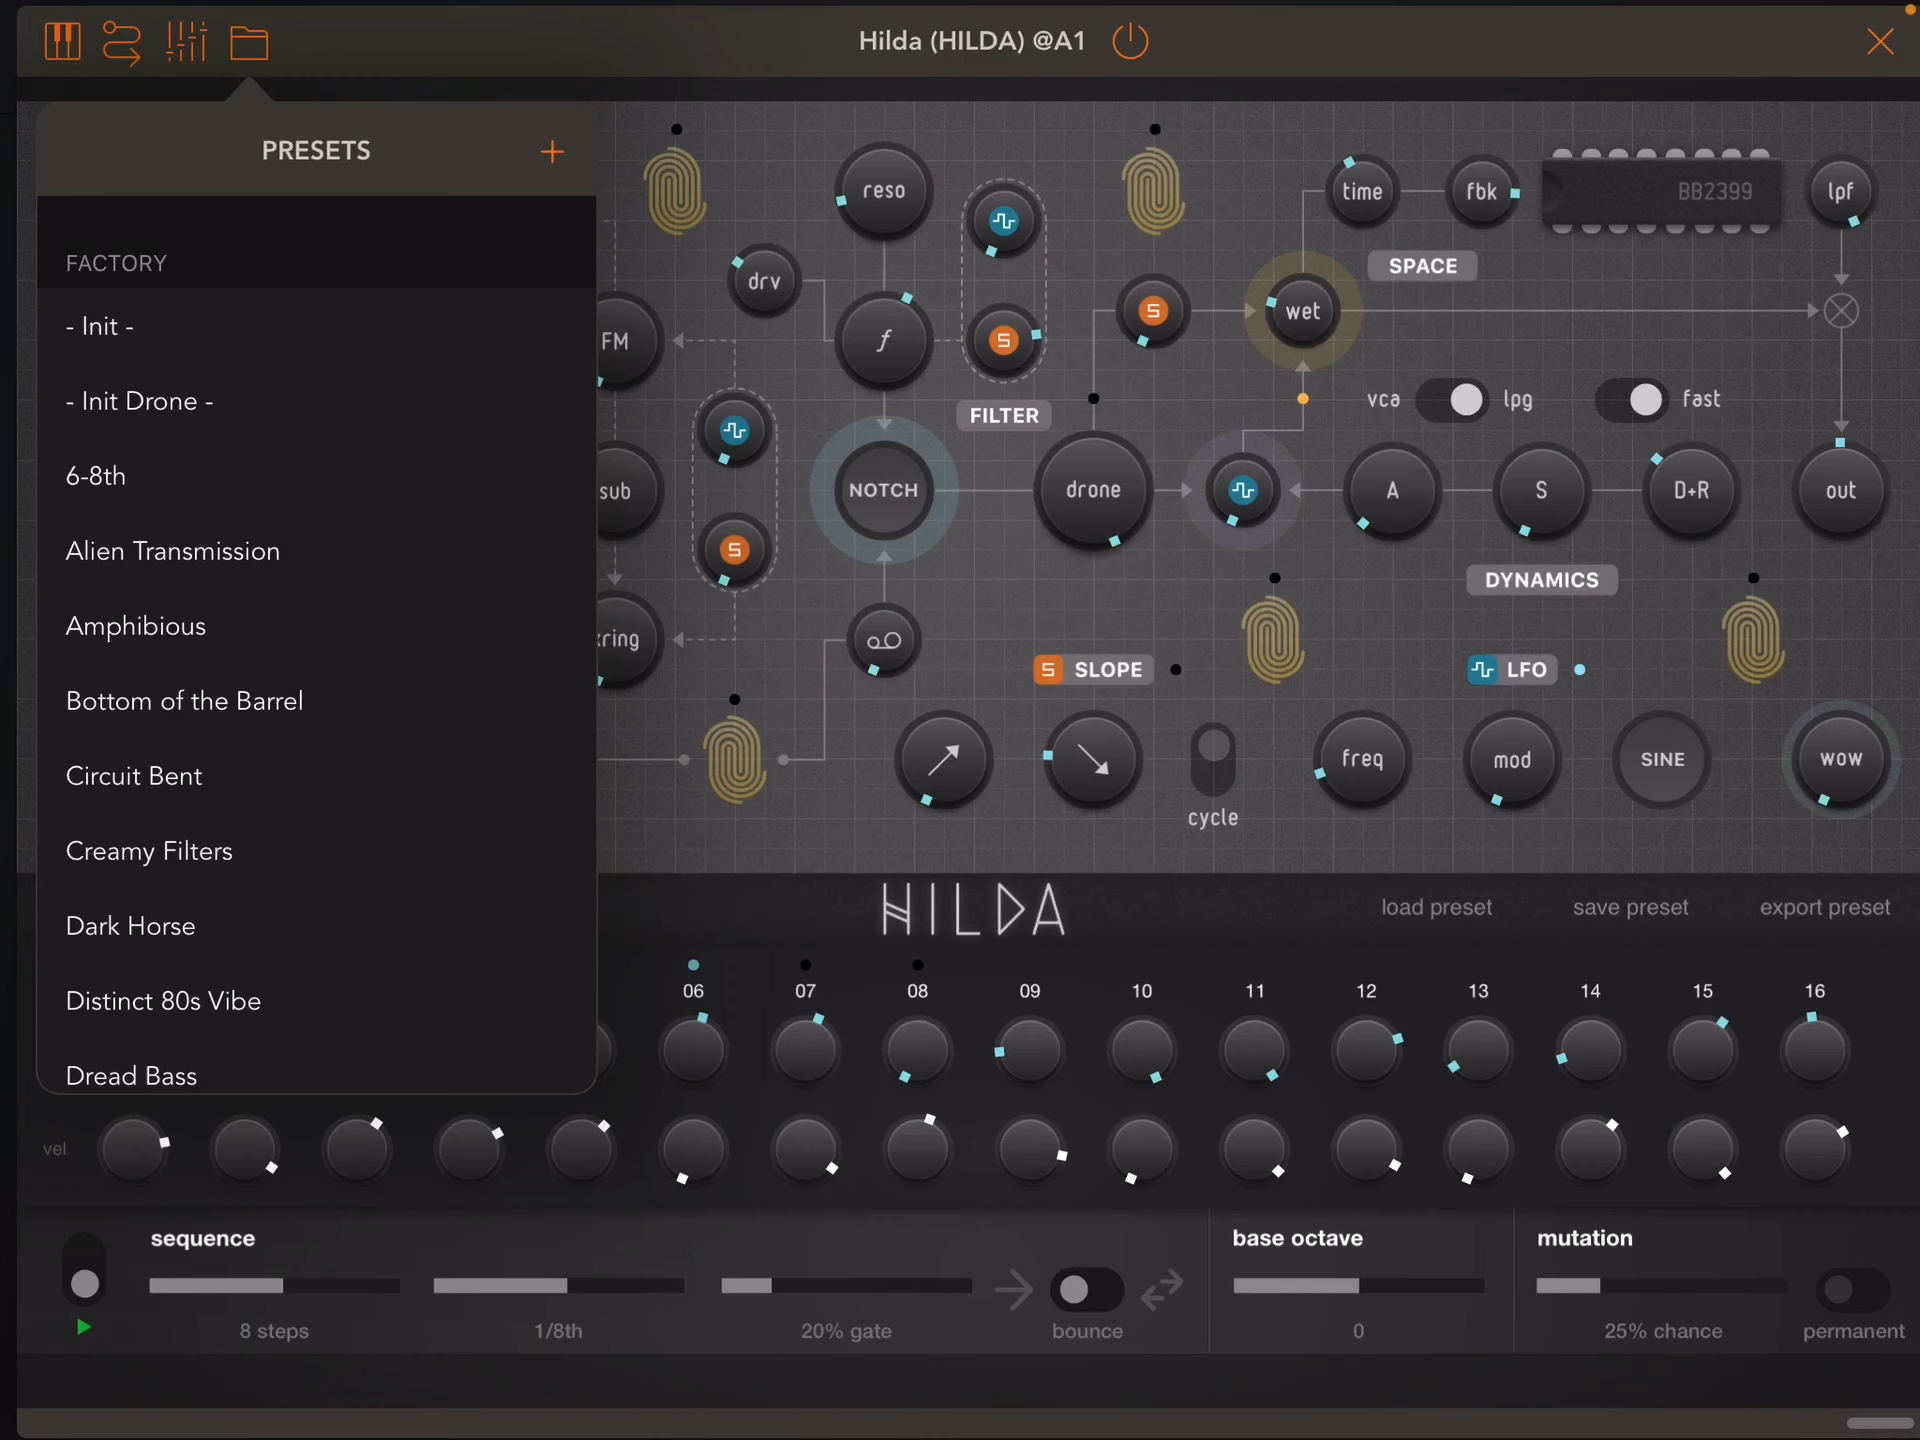 Hilda (HILDA) @A1
PRESETS
FACTORY
- Init -
- Init Drone -
6-8th
Alien Transmission
Amphibious
Bottom of the Barrel
Circuit Bent
Creamy Filters
Dark Horse
Distinct 80s Vibe
Dread Bass
reso
time
fbk
BB2399
lpf
SPACE
drv
FM
f
S
S
wet
FILTER
vca
lpg
fast
sub
NOTCH
drone
A
S
D+R
out
S
DYNAMICS
ring
S SLOPE
LFO
freq
mod
SINE
wow
cycle
HILDA
load preset
save preset
export preset
06
07
08
09
10
11
12
13
14
15
16
vel
sequence
base octave
mutation
8 steps
1/8th
20% gate
bounce
0
25% chance
permanent